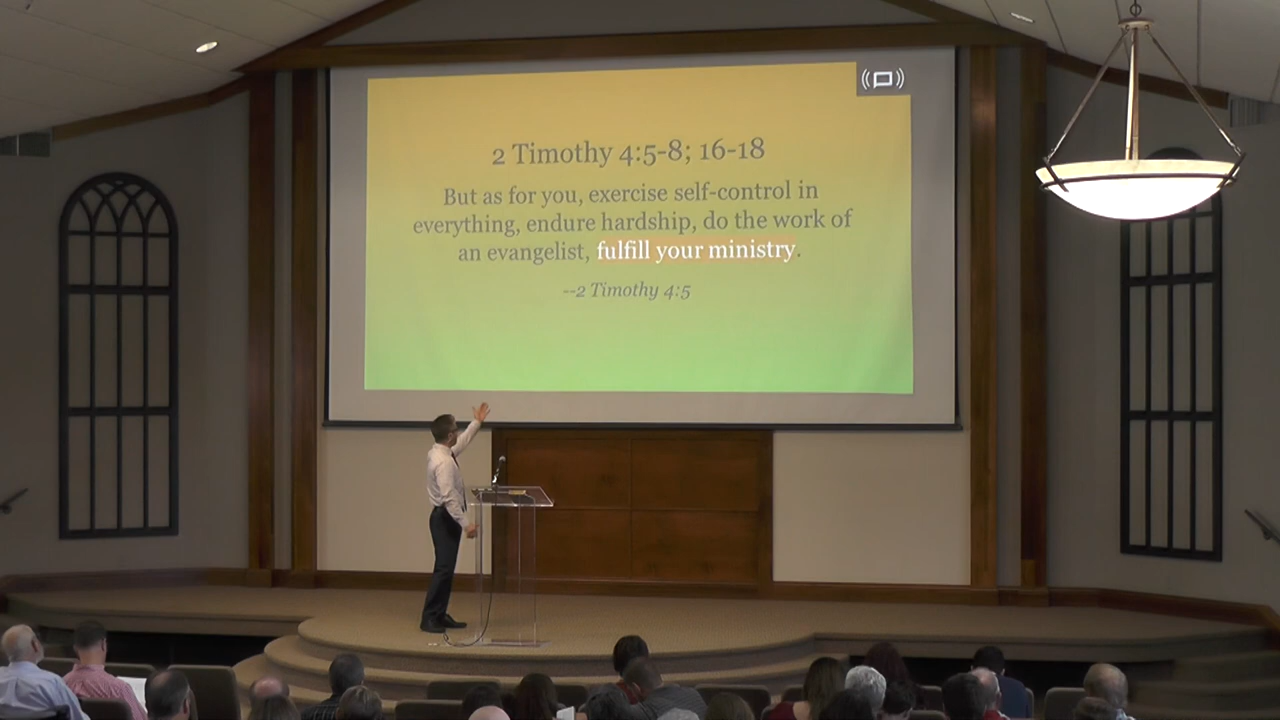 2 Timothy 4:5-8; 16-18
But as for you, exercise self-control in
everything, endure hardship, do the work of
an evangelist, fulfill your ministry.
--2 Timothy 4:5